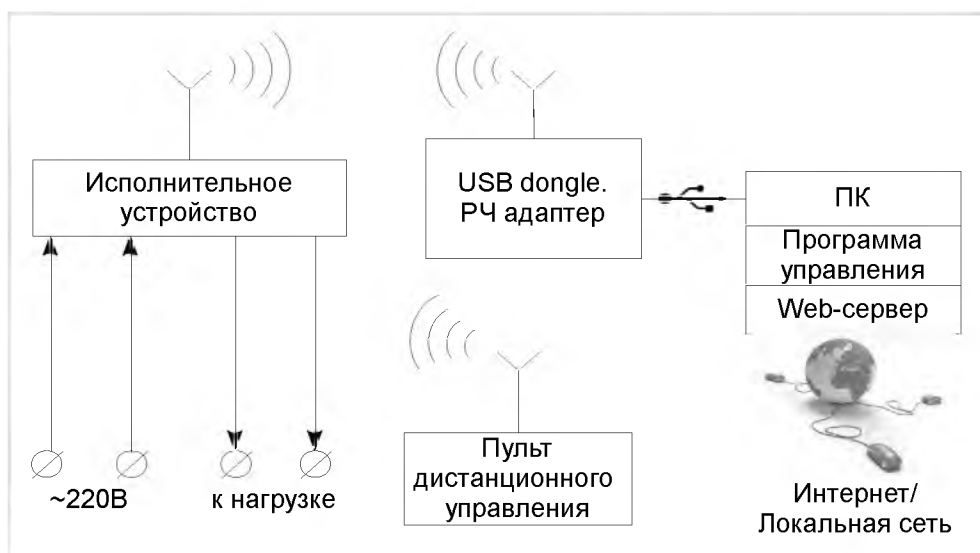 Исполнительное
устройство
~220В
к нагрузке
USB dongle.
РЧ адаптер
Пульт
дистанционного
управления
ПК
Программа
управления
Web-сервер
Интернет/
Локальная сеть